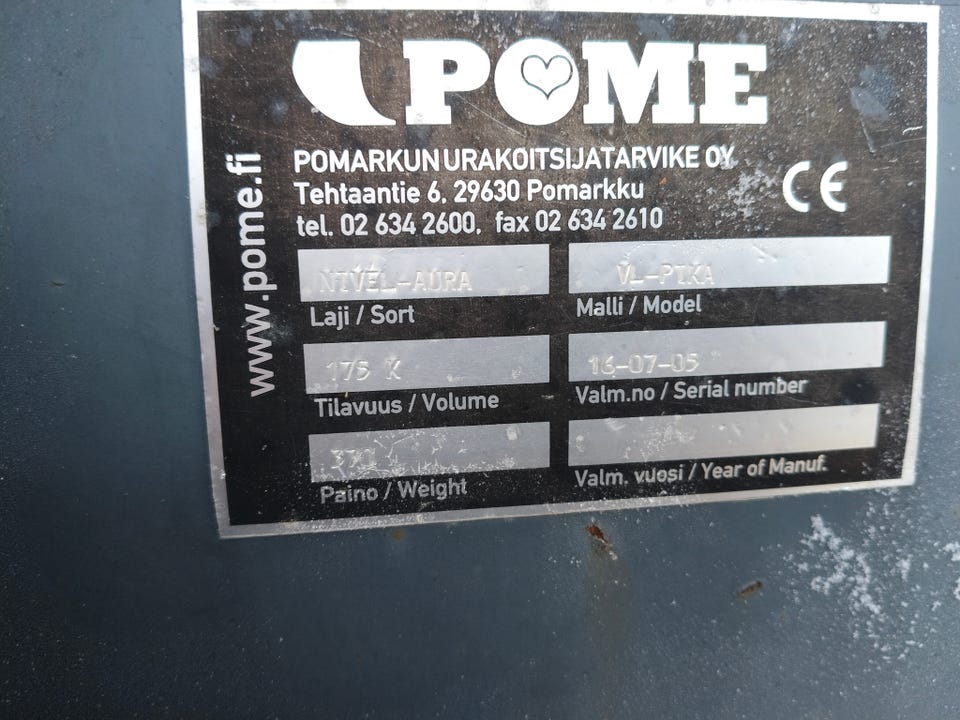 POME
POMARKUN URAKOITSIJATARVIKE OY
Tehtaantie 6, 29630 Pomarkku
tel. 02 634 2600, fax 02 634 2610
CE
www.pome.fi
NIVEL-AURA
VL-PIKA
Laji / Sort
Malli / Model
175 K
16-07-05
Tilavuus / Volume
Valm.no / Serial number
Paino / Weight
Valm. vuosi / Year of Manuf.